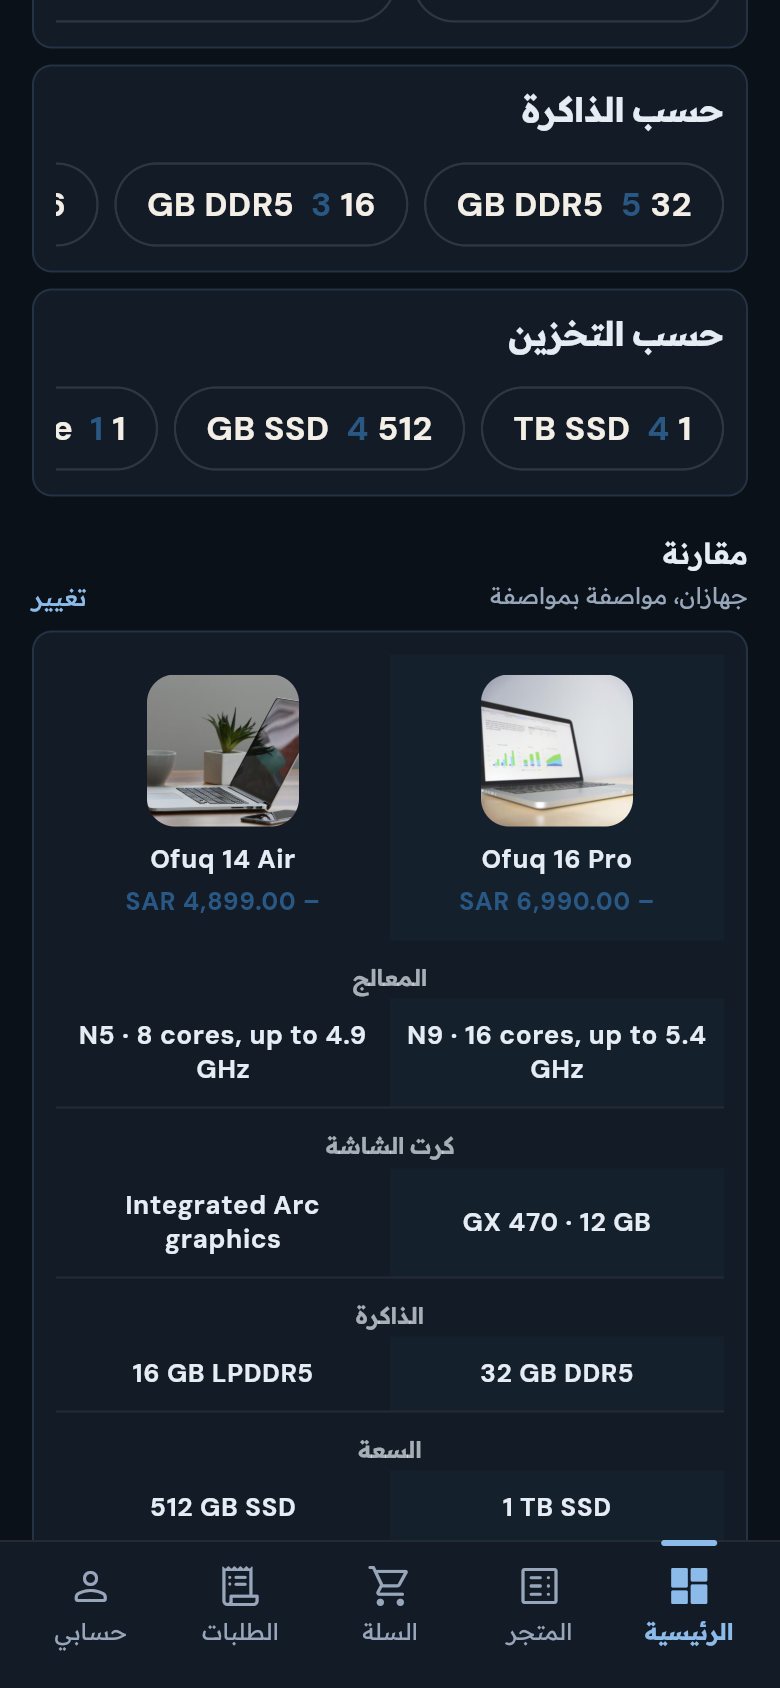 حسب الذاكرة
GB DDR5 5 32
GB DDR5 3 16
حسب التخزين
TB SSD 4 1
GB SSD 4 512
1 1
مقارنة
جهازان، مواصفة بمواصفة
تغيير
Ofuq 16 Pro
SAR 6,990.00 –
Ofuq 14 Air
SAR 4,899.00 –
المعالج
N9 · 16 cores, up to 5.4
GHz
N5 · 8 cores, up to 4.9
GHz
كرت الشاشة
GX 470 · 12 GB
Integrated Arc
graphics
الذاكرة
32 GB DDR5
16 GB LPDDR5
السعة
1 TB SSD
512 GB SSD
الرئيسية
المتجر
السلة
الطلبات
حسابي